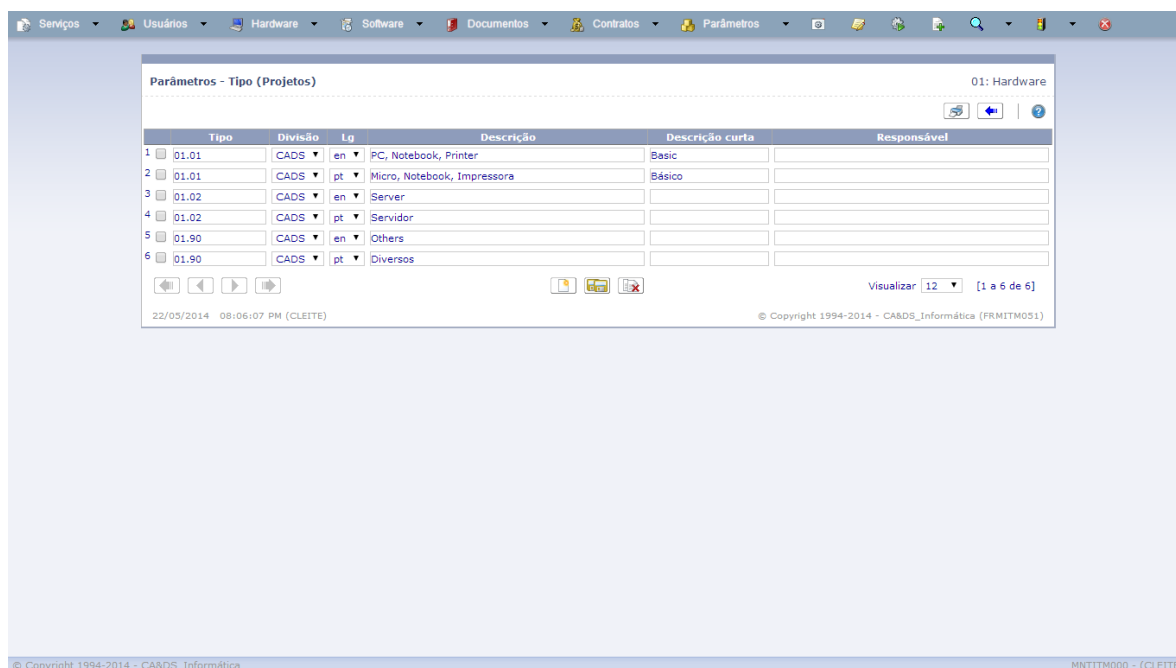 Serviços Usuários Hardware Software Documentos Contratos Parâmetros
Parâmetros - Tipo (Projetos) 01: Hardware
Tipo Divisão Lg Descrição Descrição curta Responsável
1 01.01 CADS en PC, Notebook, Printer Basic
2 01.01 CADS pt Micro, Notebook, Impressora Básico
3 01.02 CADS en Server
4 01.02 CADS pt Servidor
5 01.90 CADS en Others
6 01.90 CADS pt Diversos
Visualizar 12 [1 a 6 de 6]
22/05/2014 08:06:07 PM (CLEITE) © Copyright 1994-2014 - CA&DS_Informática (FRMITM051)
© Copyright 1994-2014 - CA&DS_Informática MNTITM000 - (CLEIT